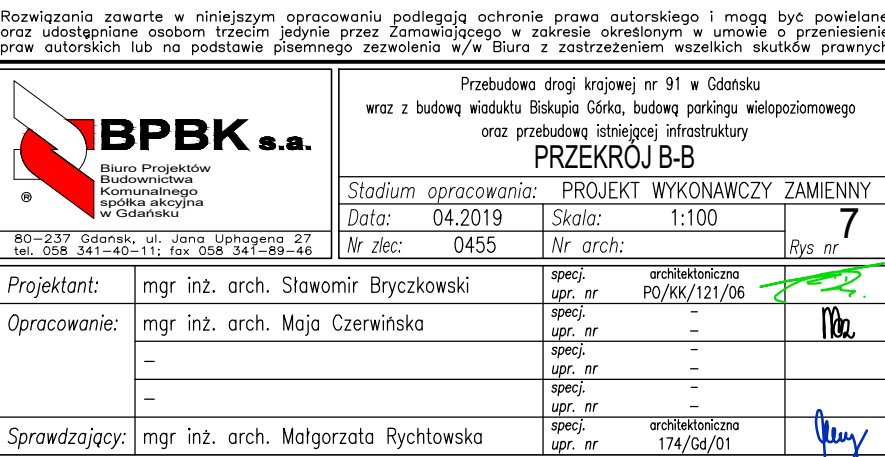 Rozwiązania zawarte w niniejszym opracowaniu podlegają ochronie prawa autorskiego i mogą być powielane
oraz udostępniane osobom trzecim jedynie przez Zamawiającego w zakresie określonym w umowie o przeniesienie
praw autorskich lub na podstawie pisemnego zezwolenia w/w Biura z zastrzeżeniem wszelkich skutków prawnych
BPBK s.a.
Biuro Projektów
Budownictwa
Komunalnego
spółka akcyjna
w Gdańsku
®
80-237 Gdańsk, ul. Jana Uphagena 27
tel. 058 341-40-11; fax 058 341-89-46
Przebudowa drogi krajowej nr 91 w Gdańsku
wraz z budową wiaduktu Biskupia Górka, budową parkingu wielopoziomowego
oraz przebudową istniejącej infrastruktury
PRZEKRÓJ B-B
Stadium opracowania: PROJEKT WYKONAWCZY ZAMIENNY
Data: 04.2019 Skala: 1:100 7
Nr zlec: 0455 Nr arch: Rys nr
Projektant: mgr inż. arch. Sławomir Bryczkowski specj. architektoniczna
upr. nr PO/KK/121/06
Opracowanie: mgr inż. arch. Maja Czerwińska specj. –
upr. nr –
– specj. –
upr. nr –
– specj. –
upr. nr –
Sprawdzający: mgr inż. arch. Małgorzata Rychtowska specj. architektoniczna
upr. nr 174/Gd/01